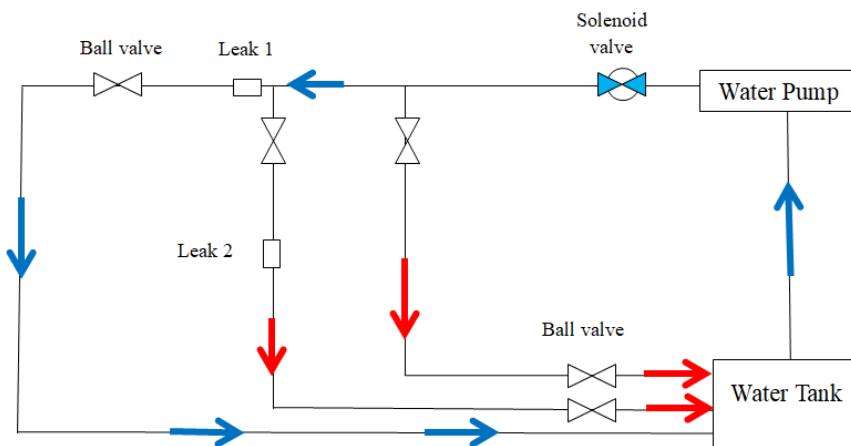 Ball valve
Leak 1
Solenoid
valve
Water Pump
Leak 2
Ball valve
Water Tank